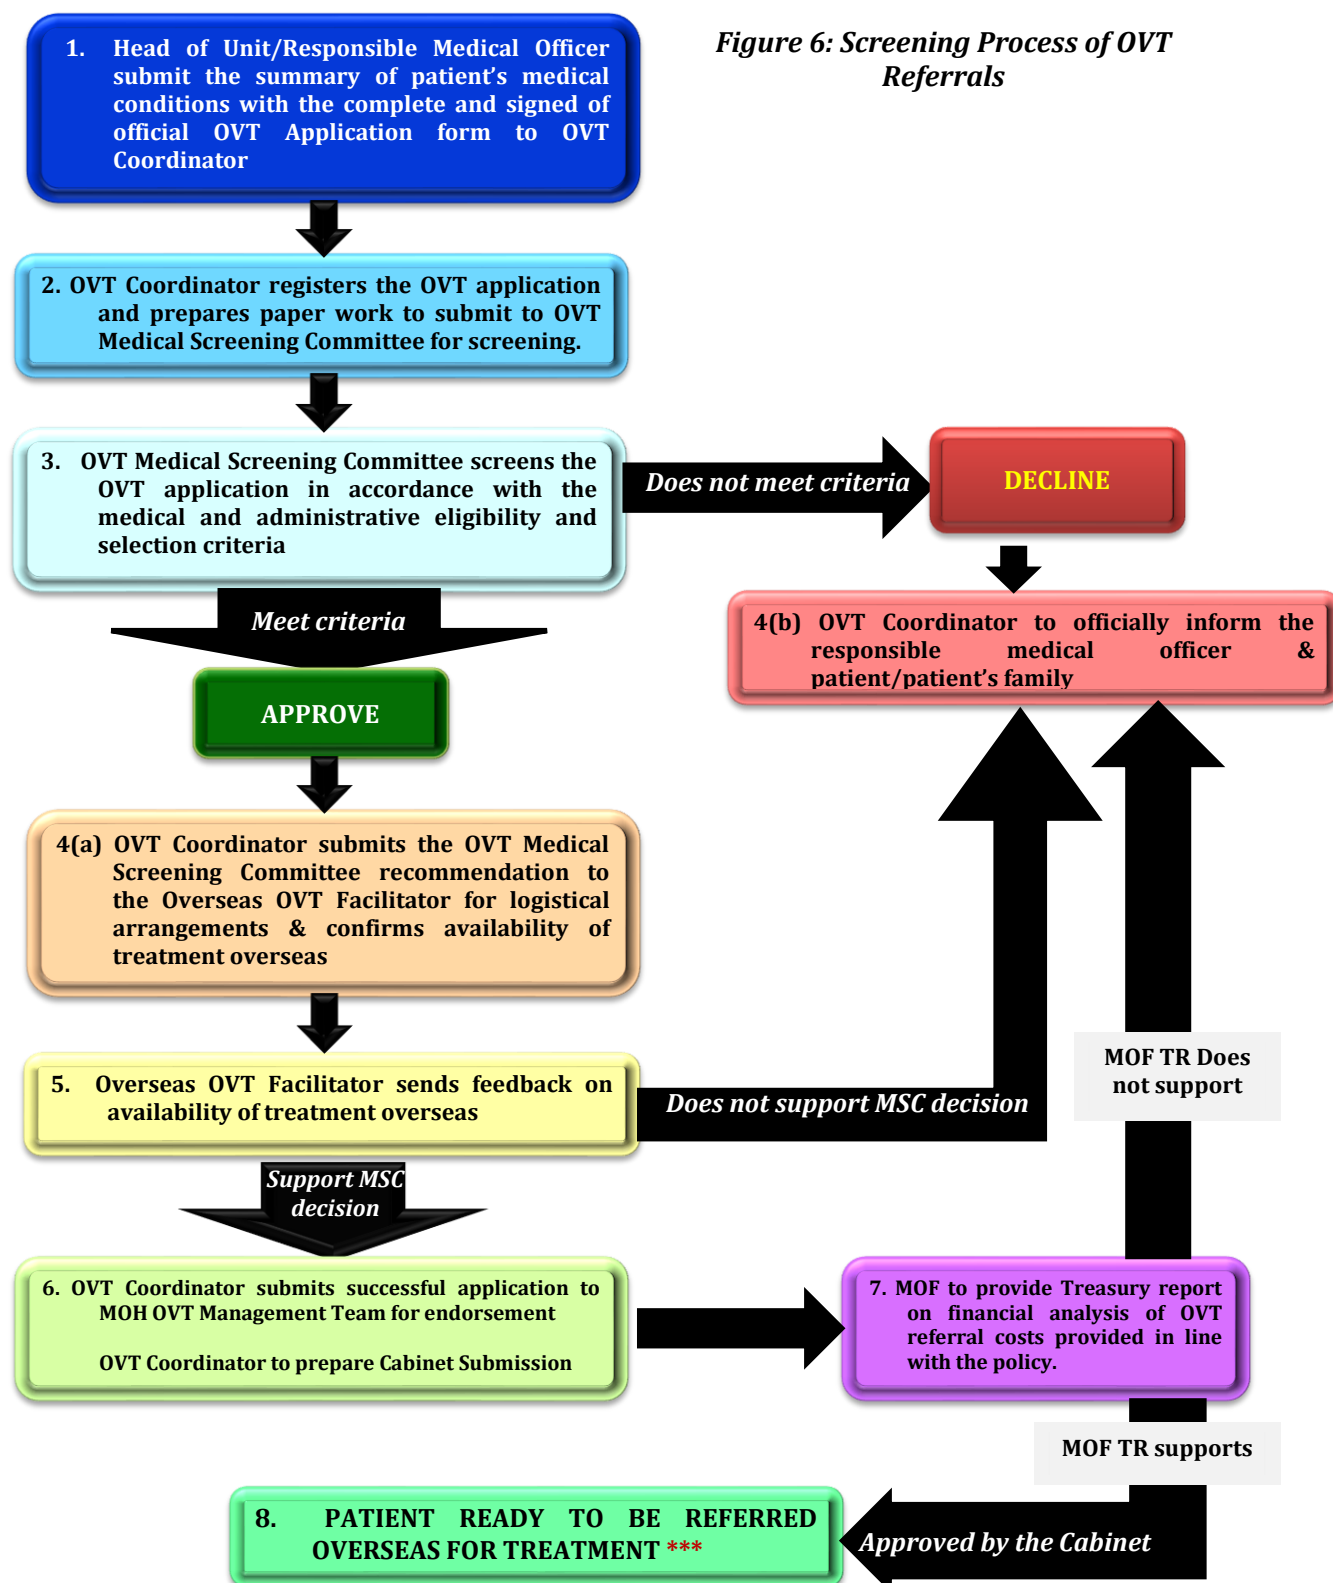 Figure 6: Screening Process of OVT
Referrals
1. Head of Unit/Responsible Medical Officer
submit the summary of patient's medical
conditions with the complete and signed of
official OVT Application form to OVT
Coordinator
2. OVT Coordinator registers the OVT application
and prepares paper work to submit to OVT
Medical Screening Committee for screening.
3. OVT Medical Screening Committee screens the
OVT application in accordance with the
medical and administrative eligibility and
selection criteria
Does not meet criteria
DECLINE
Meet criteria
4(b) OVT Coordinator to officially inform the
responsible medical officer &
patient/patient's family
APPROVE
4(a) OVT Coordinator submits the OVT Medical
Screening Committee recommendation to
the Overseas OVT Facilitator for logistical
arrangements & confirms availability of
treatment overseas
MOF TR Does
not support
5. Overseas OVT Facilitator sends feedback on
availability of treatment overseas
Does not support MSC decision
Support MSC
decision
6. OVT Coordinator submits successful application to
MOH OVT Management Team for endorsement
OVT Coordinator to prepare Cabinet Submission
7. MOF to provide Treasury report
on financial analysis of OVT
referral costs provided in line
with the policy.
MOF TR supports
8. PATIENT READY TO BE REFERRED
OVERSEAS FOR TREATMENT ***
Approved by the Cabinet